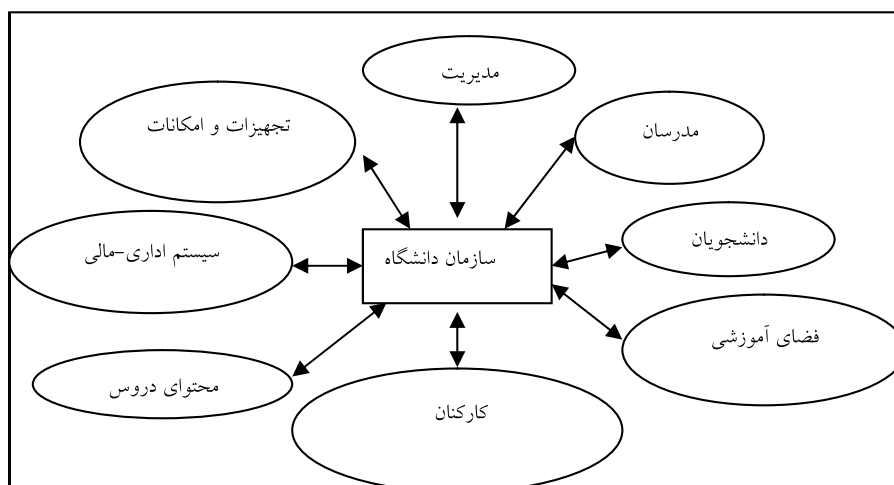 مدیریت
تجهیزات و امکانات
مدرسان
دانشجویان
سیستم اداری-مالی
سازمان دانشگاه
فضای آموزشی
محتوای دروس
کارکنان